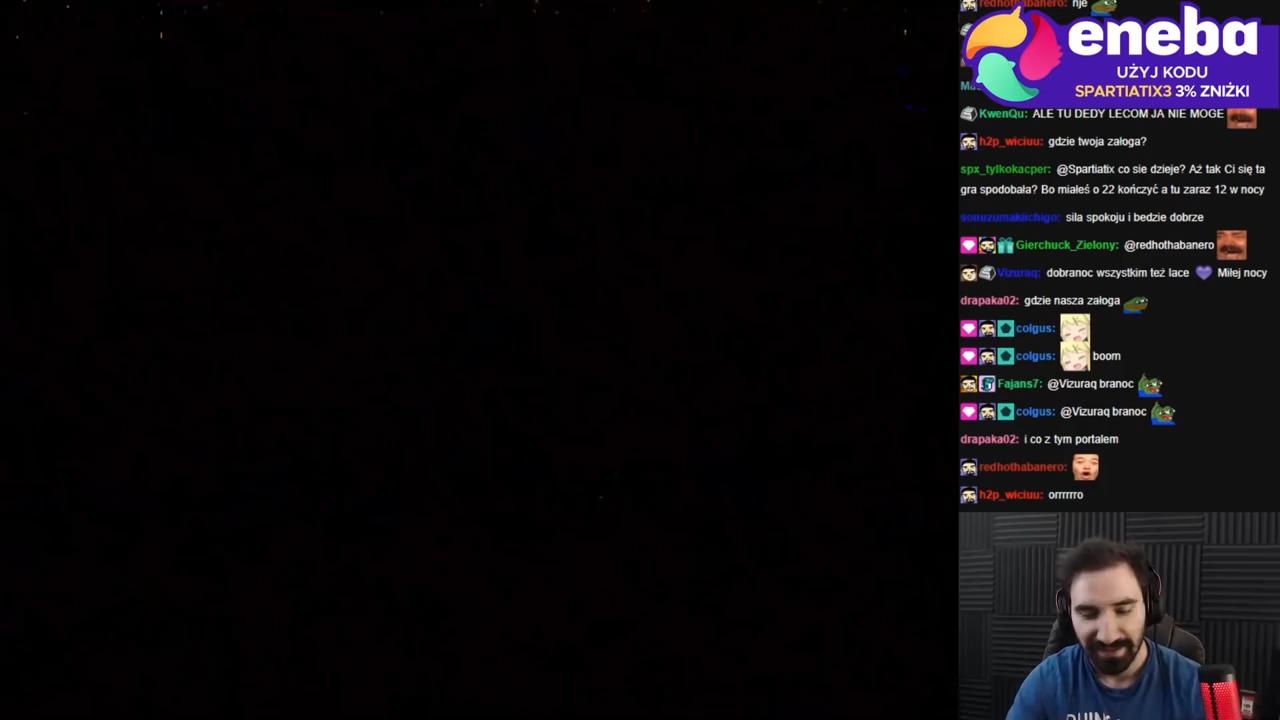 redhothabanero: nje
eneba
UŻYJ KODU
SPARTIATIX3 3% ZNIŻKI
KwenQu: ALE TU DEDY LECOM JA NIE MOGE
h2p_wiciuu: gdzie twoja załoga?
spx_tylkokacper: @Spartiatix co sie dzieje? Aż tak Ci się ta
gra spodobała? Bo miałeś o 22 kończyć a tu zaraz 12 w nocy
sonuzumakiichigo: sila spokoju i bedzie dobrze
Gierchuck_Zielony: @redhothabanero
Vizuraq: dobranoc wszystkim też lace Miłej nocy
drapaka02: gdzie nasza załoga
colgus:
colgus: boom
Fajans7: @Vizuraq branoc
colgus: @Vizuraq branoc
drapaka02: i co z tym portalem
redhothabanero:
h2p_wiciuu: orrrrrro